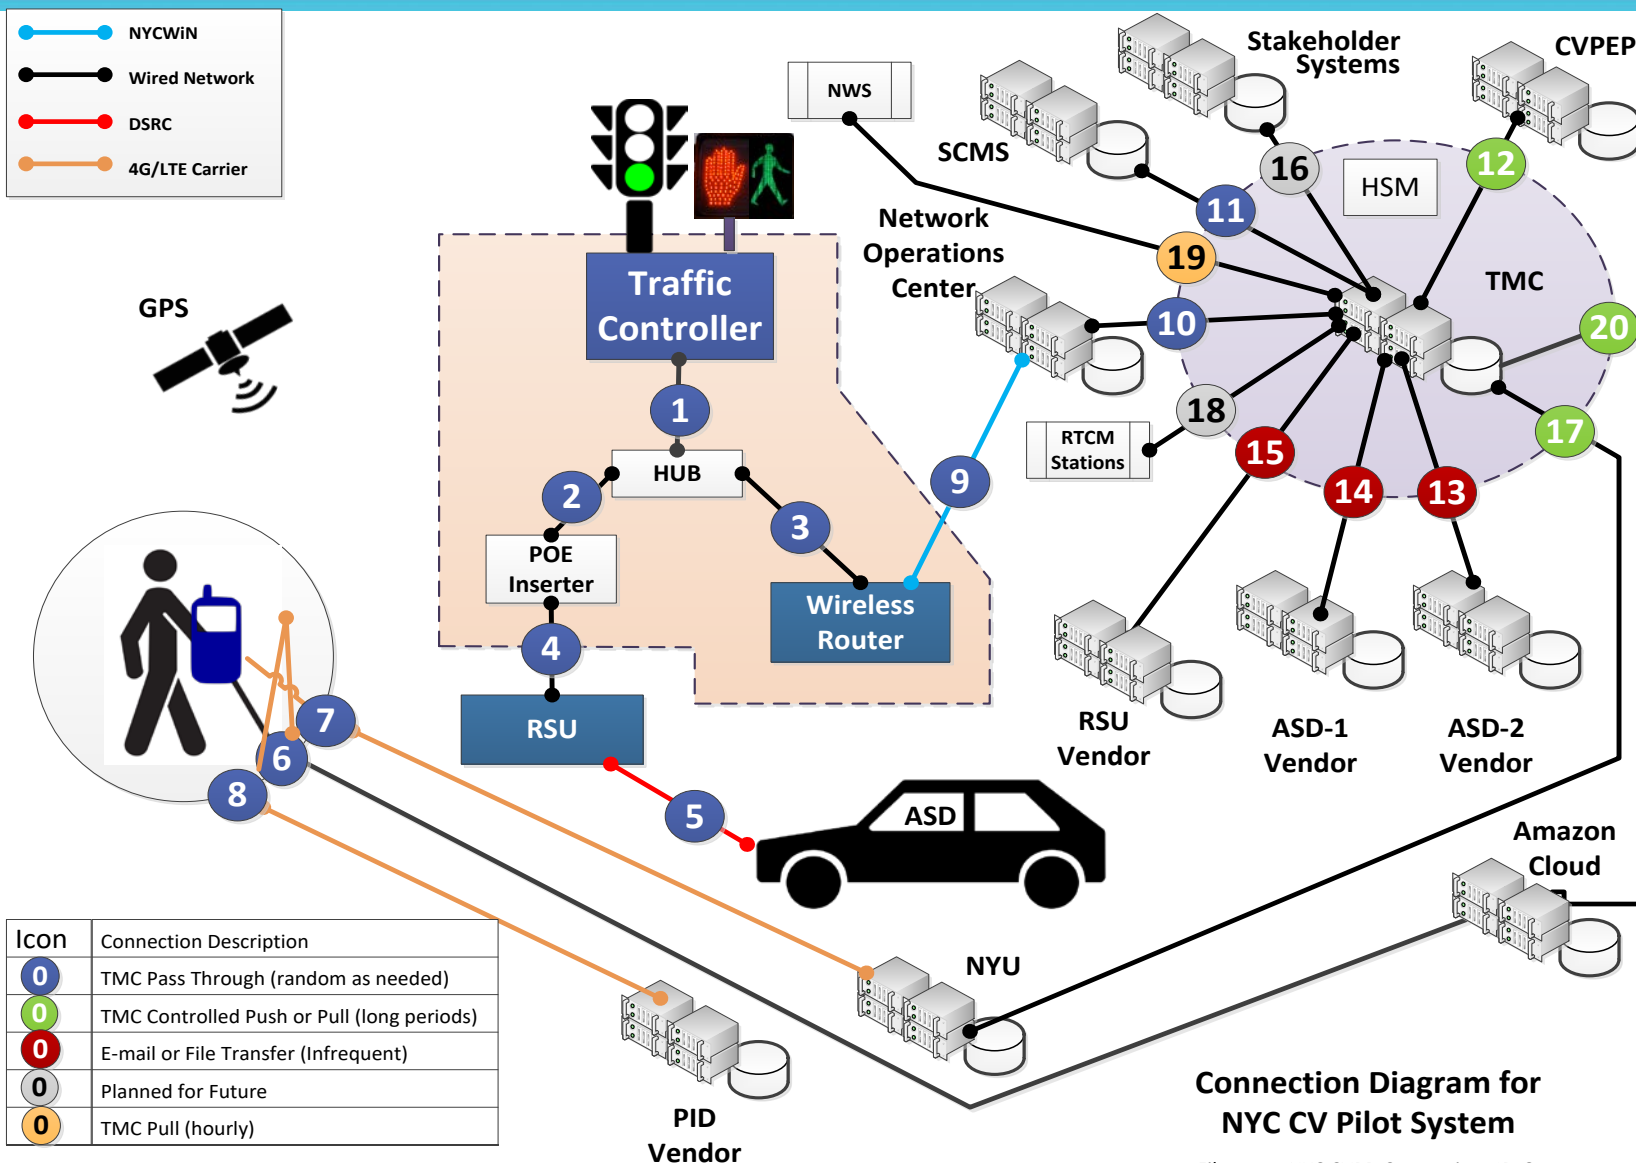 NYCWiN
Wired Network
DSRC
4G/LTE Carrier
NWS
Stakeholder
Systems
CVPEP
SCMS
16
12
HSM
11
Network
Operations
Center
19
TMC
GPS
Traffic
Controller
10
20
1
18
17
RTCM
Stations
15
HUB
9
2
14
13
3
POE
Inserter
Wireless
Router
4
7
RSU
RSU
Vendor
ASD-1
Vendor
ASD-2
Vendor
6
8
5
ASD
Amazon
Cloud
Icon Connection Description
0 TMC Pass Through (random as needed)
0 TMC Controlled Push or Pull (long periods)
0 E-mail or File Transfer (Infrequent)
0 Planned for Future
0 TMC Pull (hourly)
NYU
PID
Vendor
Connection Diagram for
NYC CV Pilot System